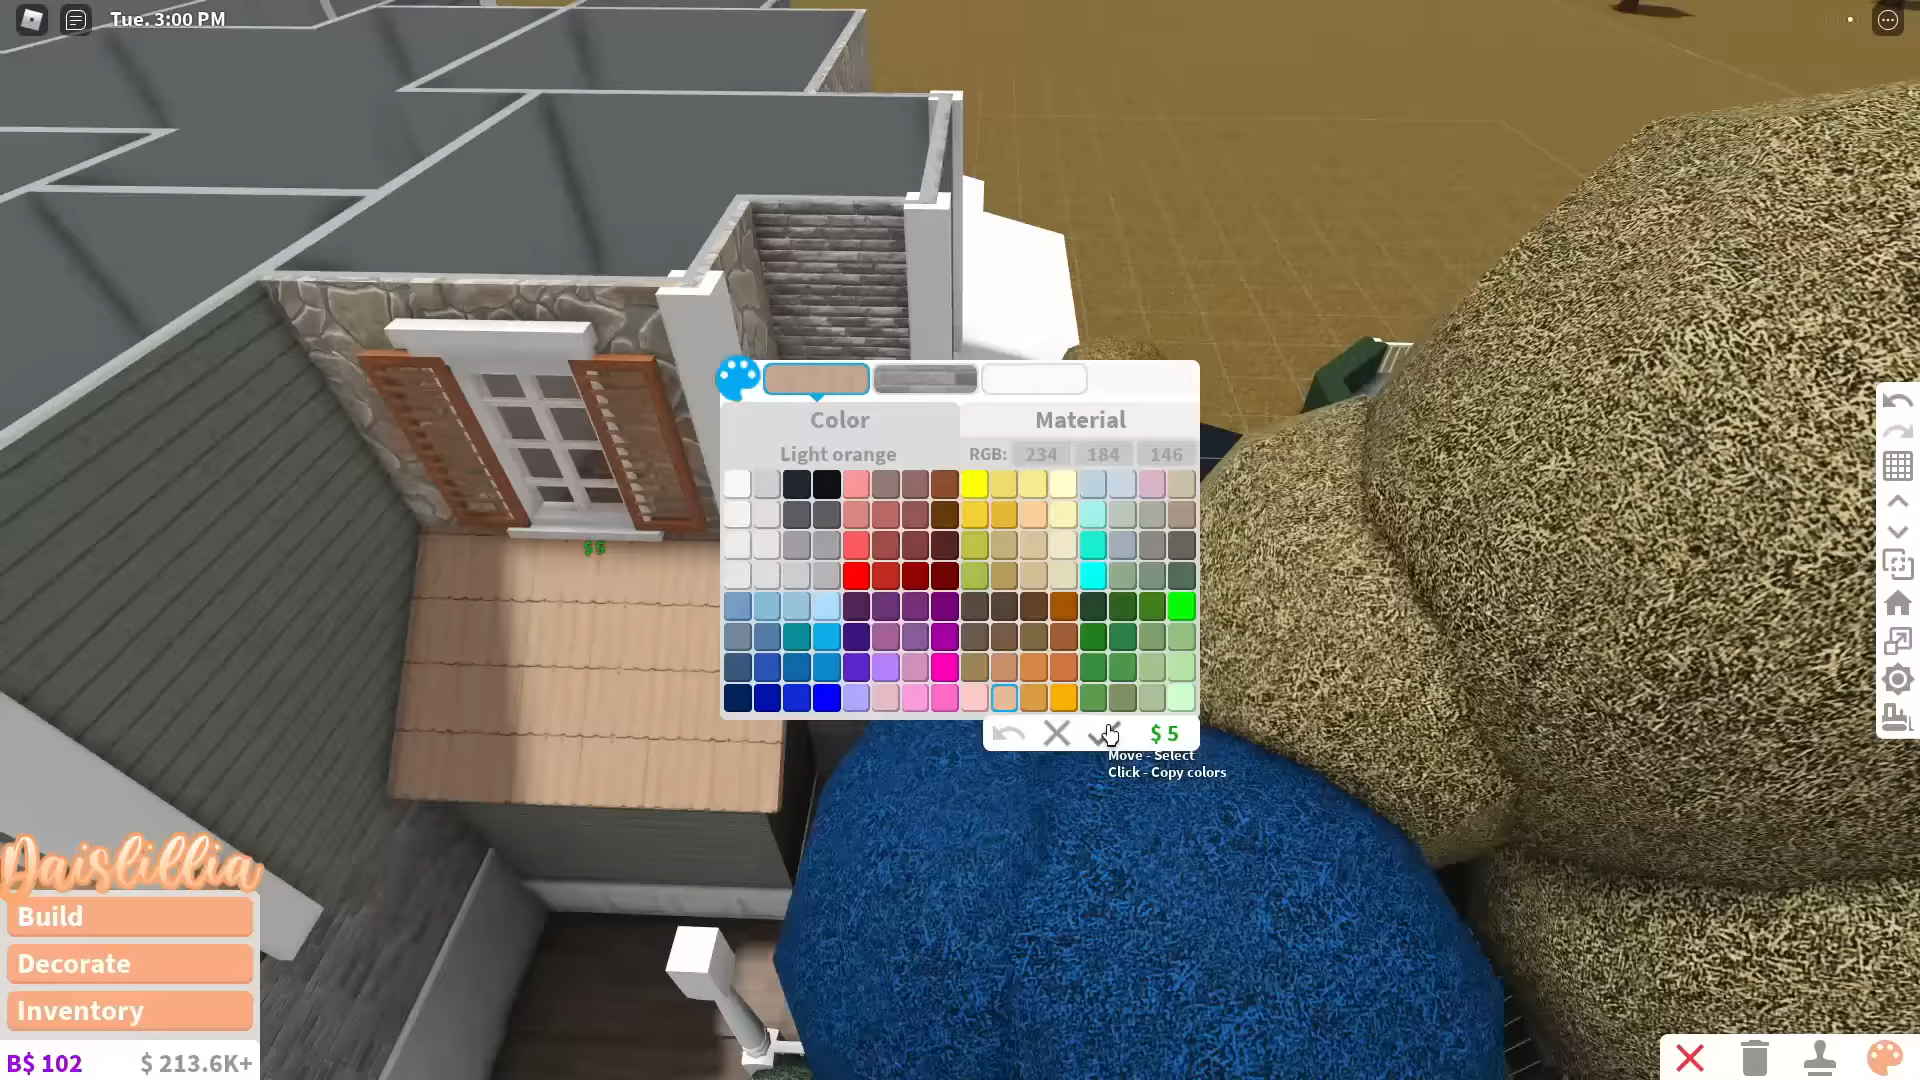 Tue. 3:00 PM
Color
Material
Light orange
RGB: 234 184 146
$ 5
$ 5
Move - Select
Click - Copy colors
Daislillia
Build
Decorate
Inventory
B$ 102
$ 213.6K+